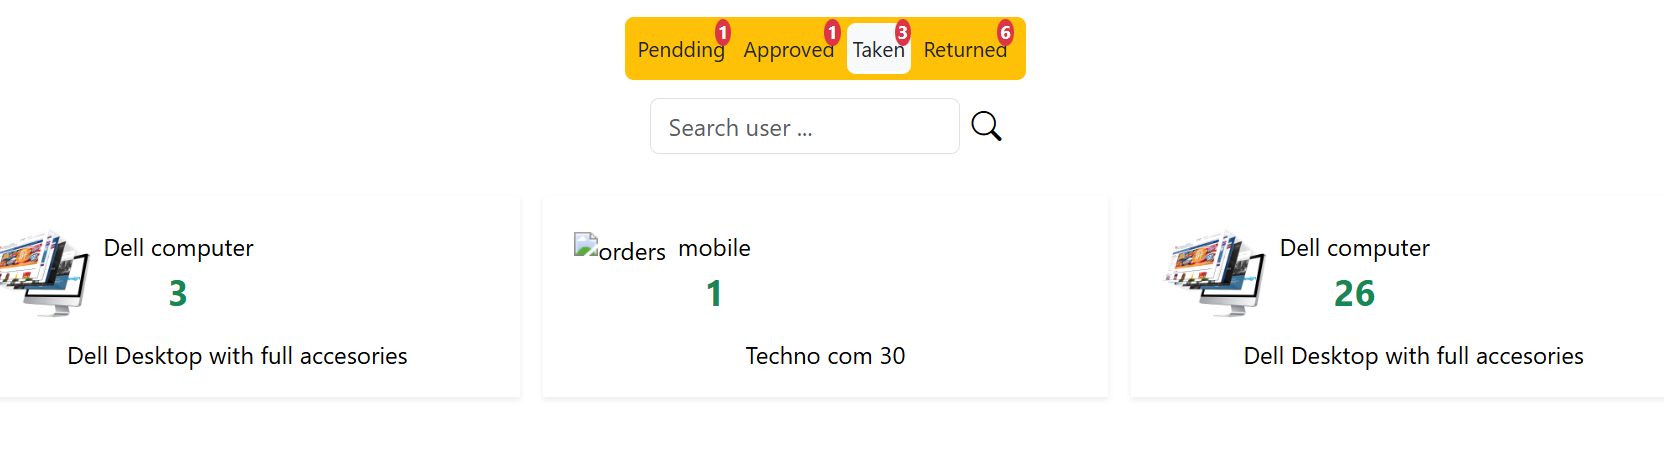 Pendding 1 Approved 1 Taken 3 Returned 6
Search user ...
Dell computer
3
Dell Desktop with full accesories
orders mobile
1
Techno com 30
Dell computer
26
Dell Desktop with full accesories